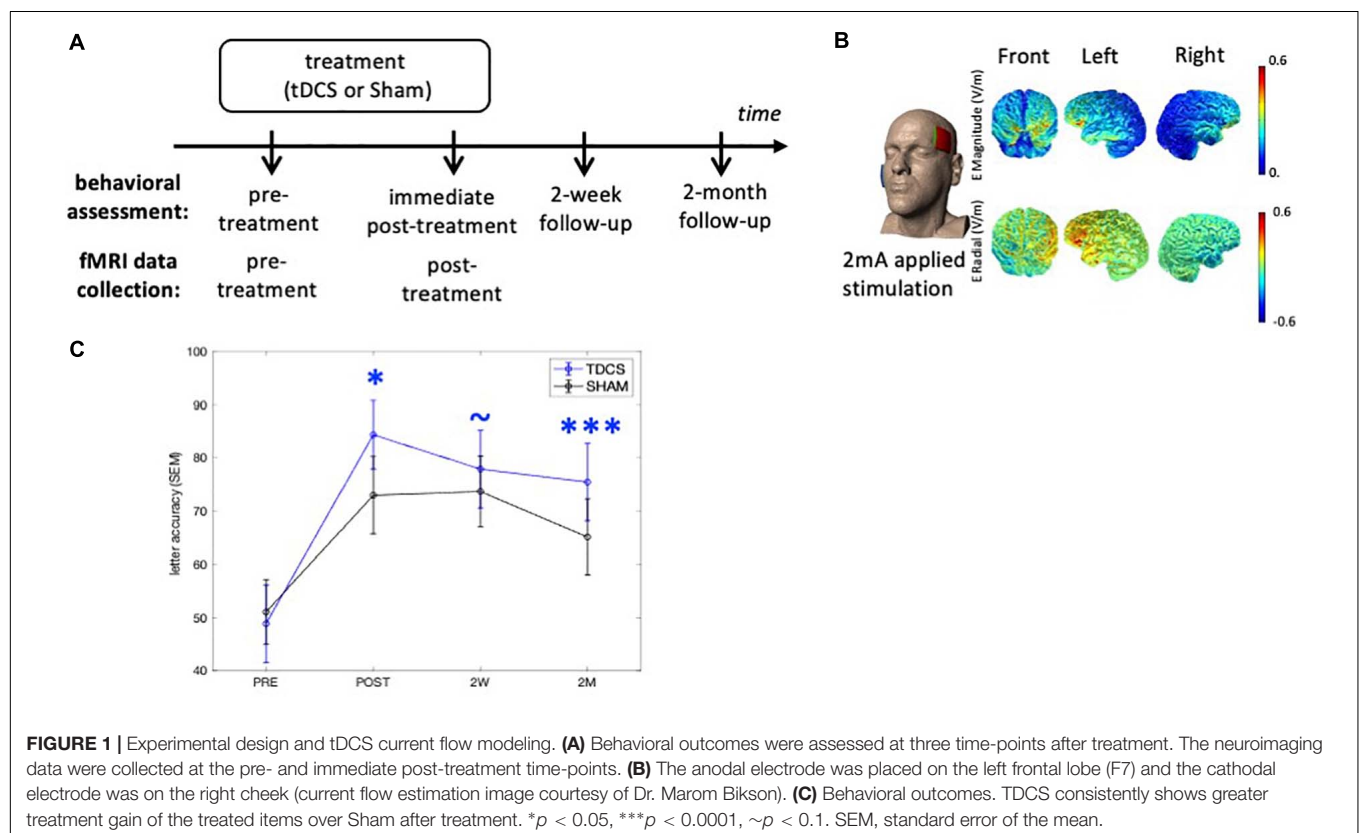 A
treatment
(tDCS or Sham)
time
behavioral
assessment:
pre-
treatment
immediate
post-treatment
2-week
follow-up
2-month
follow-up
fMRI data
collection:
pre-
treatment
post-
treatment
B
Front
Left
Right
E Magnitude (V/m)
0.6
0.
E Radial (V/m)
0.6
-0.6
2mA applied
stimulation
C
letter accuracy (SEM)
100
90
80
70
60
50
40
TDCS
SHAM
*
~
***
PRE
POST
2W
2M
FIGURE 1 | Experimental design and tDCS current flow modeling. (A) Behavioral outcomes were assessed at three time-points after treatment. The neuroimaging
data were collected at the pre- and immediate post-treatment time-points. (B) The anodal electrode was placed on the left frontal lobe (F7) and the cathodal
electrode was on the right cheek (current flow estimation image courtesy of Dr. Marom Bikson). (C) Behavioral outcomes. TDCS consistently shows greater
treatment gain of the treated items over Sham after treatment. *p < 0.05, ***p < 0.0001, ~p < 0.1. SEM, standard error of the mean.